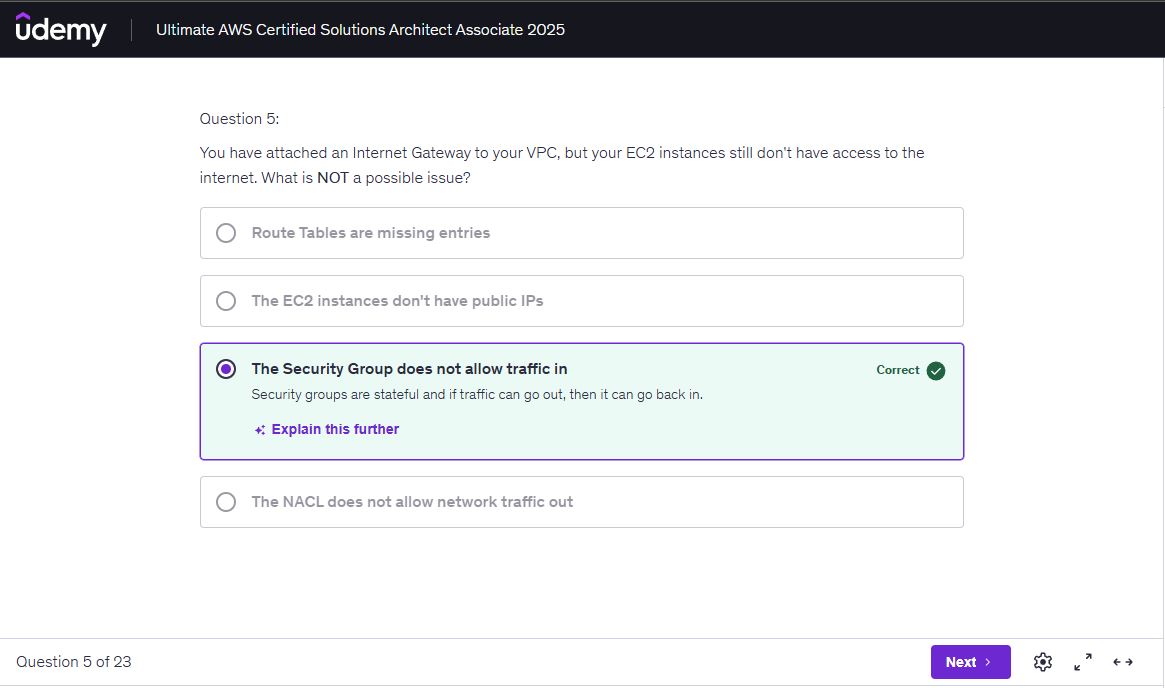 ûdemy
Ultimate AWS Certified Solutions Architect Associate 2025
Question 5:
You have attached an Internet Gateway to your VPC, but your EC2 instances still don't have access to the
internet. What is NOT a possible issue?
Route Tables are missing entries
The EC2 instances don't have public IPs
The Security Group does not allow traffic in
Correct
Security groups are stateful and if traffic can go out, then it can go back in.
Explain this further
The NACL does not allow network traffic out
Question 5 of 23
Next